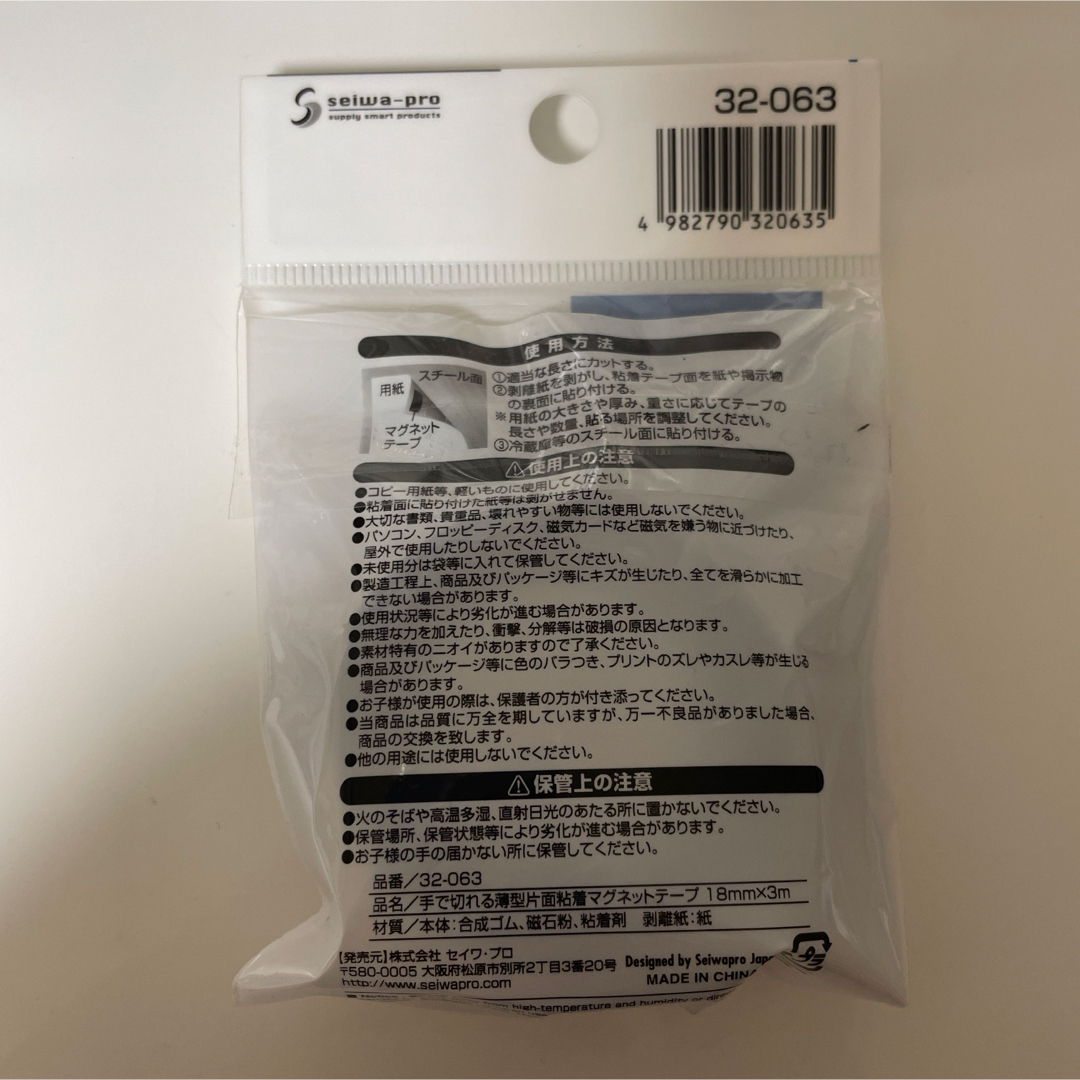 seiwa-pro
supply smart products
32-063
4 982790 320635
使用方法
用紙
スチール面
マグネット
テープ
①適当な長さにカットする。
②剥離紙を剥がし、粘着テープ面を紙や掲示物
の裏面に貼り付ける。
※用紙の大きさや厚み、重さに応じてテープの
長さや数量、貼る場所を調整してください。
③冷蔵庫等のスチール面に貼り付ける。
⚠使用上の注意
●コピー用紙等、軽いものに使用してください。
●粘着面に貼り付けた紙等は剥がせません。
●大切な書類、貴重品、壊れやすい物等には使用しないでください。
●パソコン、フロッピーディスク、磁気カードなど磁気を嫌う物に近づけたり、
屋外で使用したりしないでください。
●未使用分は袋等に入れて保管してください。
●製造工程上、商品及びパッケージ等にキズが生じたり、全てを滑らかに加工
できない場合があります。
●使用状況等により劣化が進む場合があります。
●無理な力を加えたり、衝撃、分解等は破損の原因となります。
●素材特有のニオイがありますので了承ください。
●商品及びパッケージ等に色のバラつき、プリントのズレやカスレ等が生じる
場合があります。
●お子様が使用の際は、保護者の方が付き添ってください。
●当商品は品質に万全を期していますが、万一不良品がありました場合、
商品の交換を致します。
●他の用途には使用しないでください。
⚠保管上の注意
●火のそばや高温多湿、直射日光のあたる所に置かないでください。
●保管場所、保管状態等により劣化が進む場合があります。
●お子様の手の届かない所に保管してください。
品番/32-063
品名/手で切れる薄型片面粘着マグネットテープ 18mm×3m
材質/本体:合成ゴム、磁石粉、粘着剤 剥離紙:紙
【発売元】株式会社 セイワ・プロ
〒580-0005 大阪府松原市別所2丁目3番20号
http://www.seiwapro.com
Designed by Seiwapro Japan
MADE IN CHINA
from high-temperature and humidity or